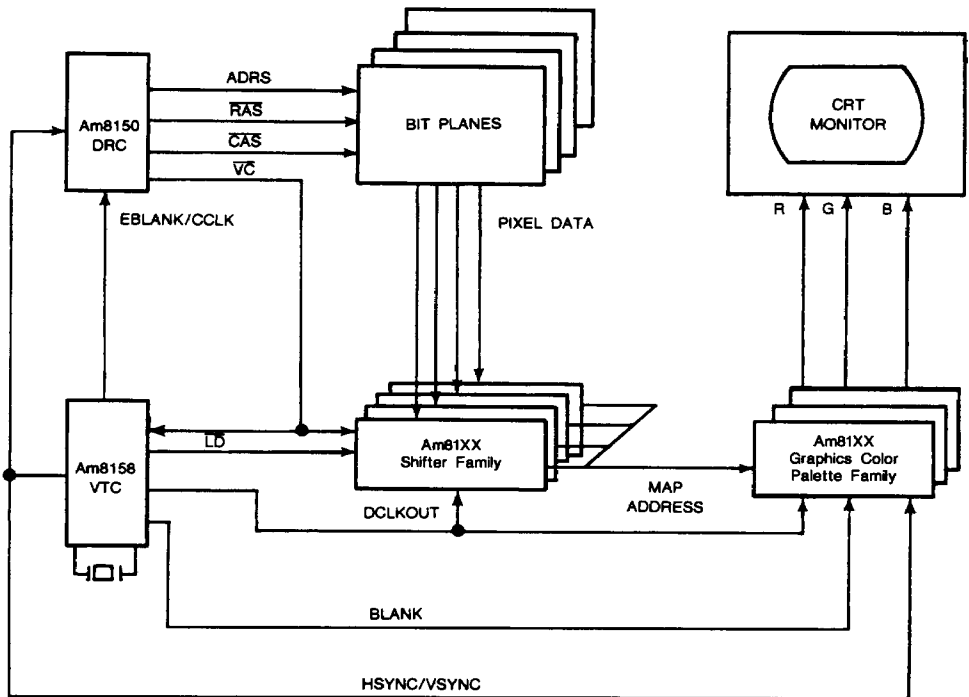 ADRS
RAS
CAS
VC
Am8150
DRC
BIT PLANES
CRT
MONITOR
EBLANK/CCLK
PIXEL DATA
R
G
B
LD
Am8158
VTC
Am81XX
Shifter Family
Am81XX
Graphics Color
Palette Family
DCLKOUT
MAP
ADDRESS
BLANK
HSYNC/VSYNC